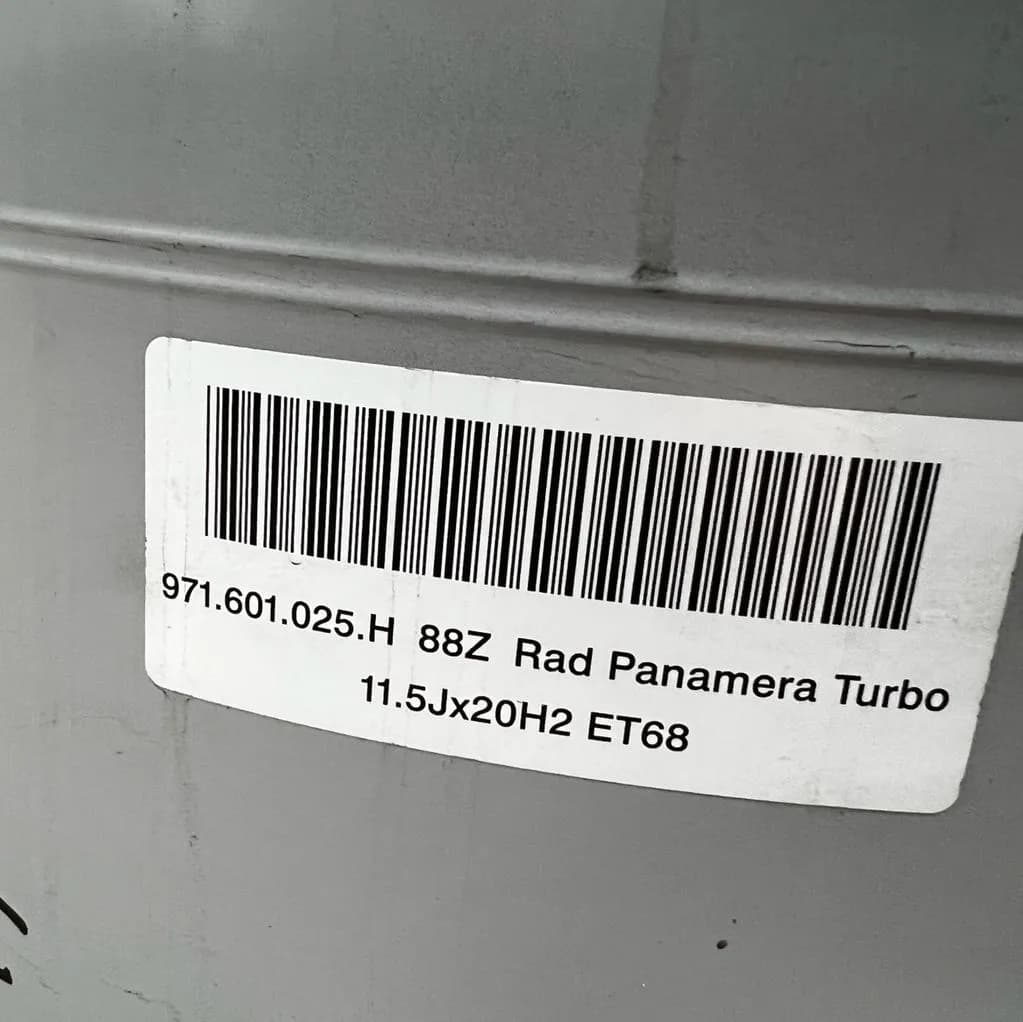 971.601.025.H 88Z Rad Panamera Turbo
11.5Jx20H2 ET68